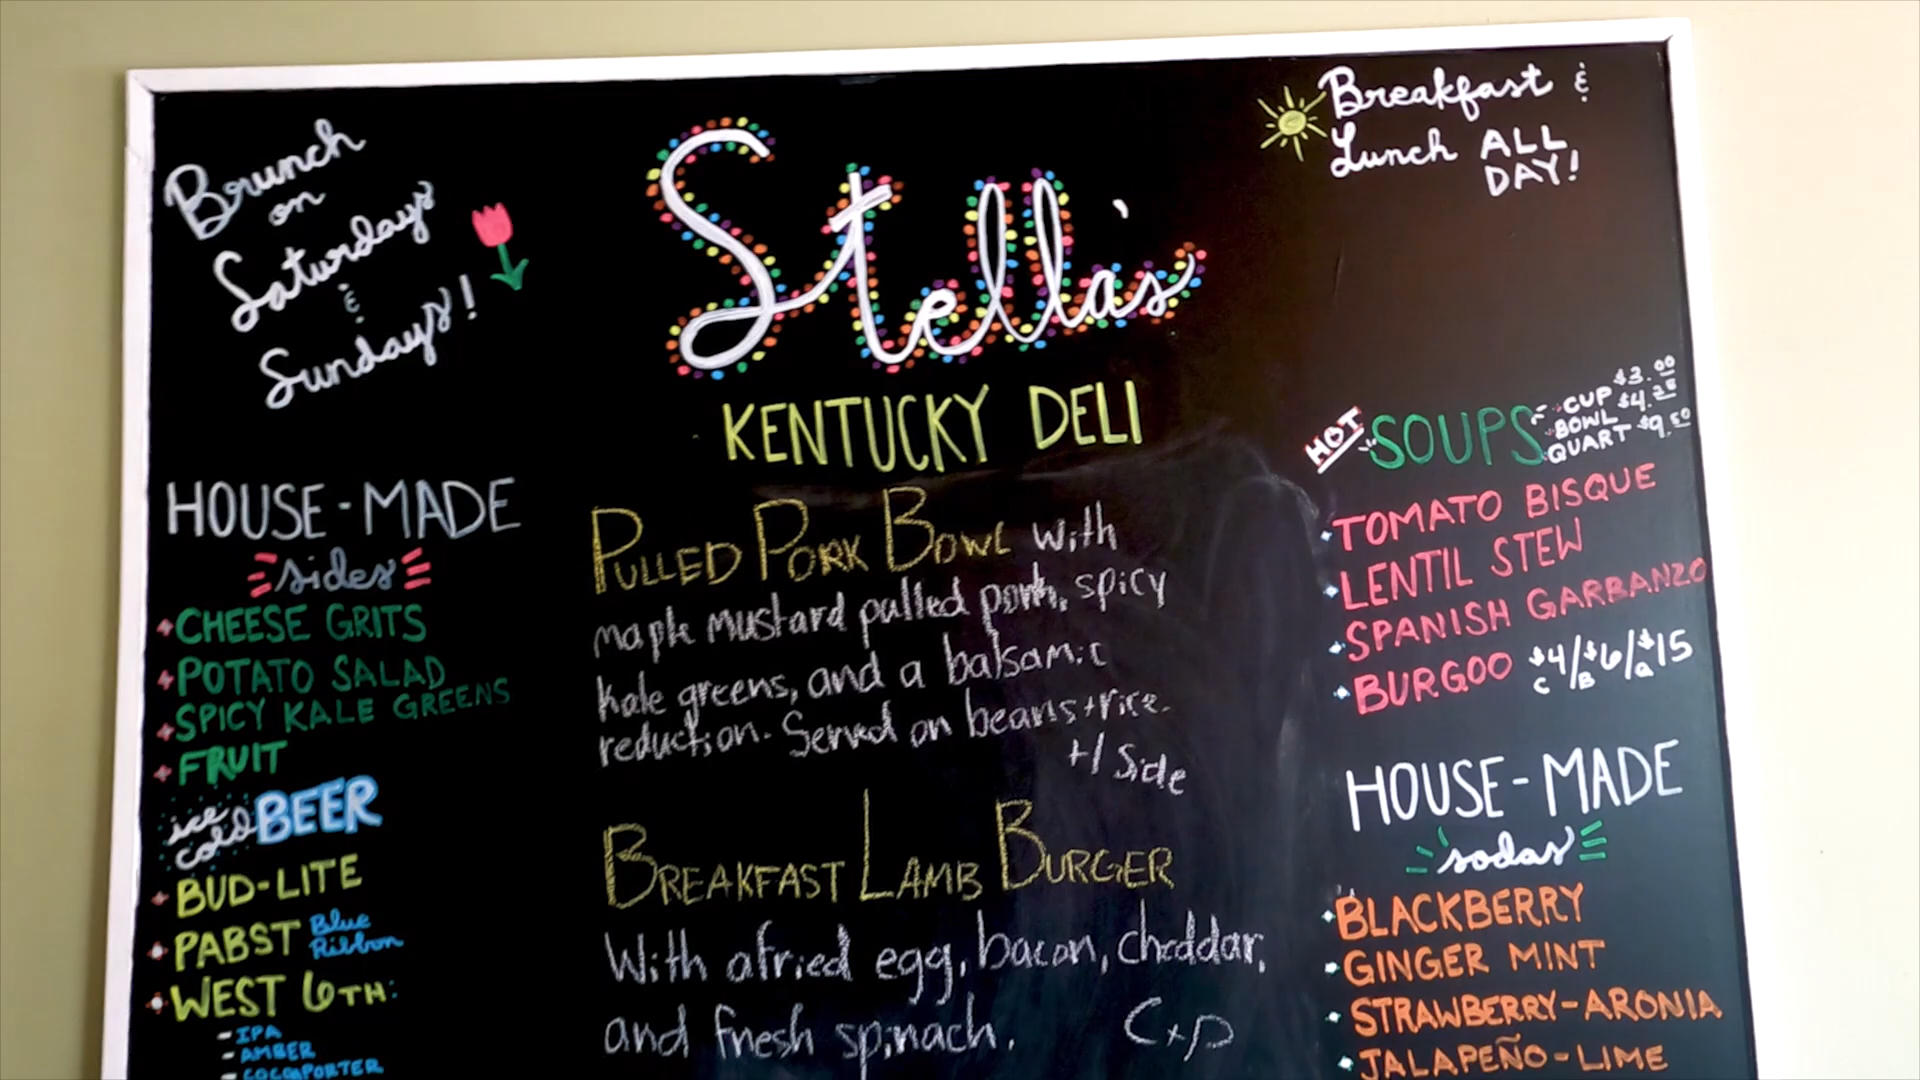 Brunch
on
Saturdays
&
Sundays!
Stella's
KENTUCKY DELI
Breakfast &
Lunch ALL
DAY!
HOUSE-MADE
sides
CHEESE GRITS
POTATO SALAD
SPICY KALE GREENS
FRUIT
ice cold BEER
BUD-LITE
PABST Blue Ribbon
WEST 6TH:
- IPA
- AMBER
- COCOA PORTER
PULLED PORK BOWL with
maple mustard pulled pork, spicy
kale greens, and a balsamic
reduction. Served on beans + rice.
+/ Side
BREAKFAST LAMB BURGER
With a fried egg, bacon, cheddar,
and fresh spinach. C+P
HOT SOUPS
CUP $3.00
BOWL $4.25
QUART $9.50
TOMATO BISQUE
LENTIL STEW
SPANISH GARBANZO
BURGOO $4/$6/$15
C B Q
HOUSE-MADE
sodas
BLACKBERRY
GINGER MINT
STRAWBERRY-ARONIA
JALAPEÑO-LIME